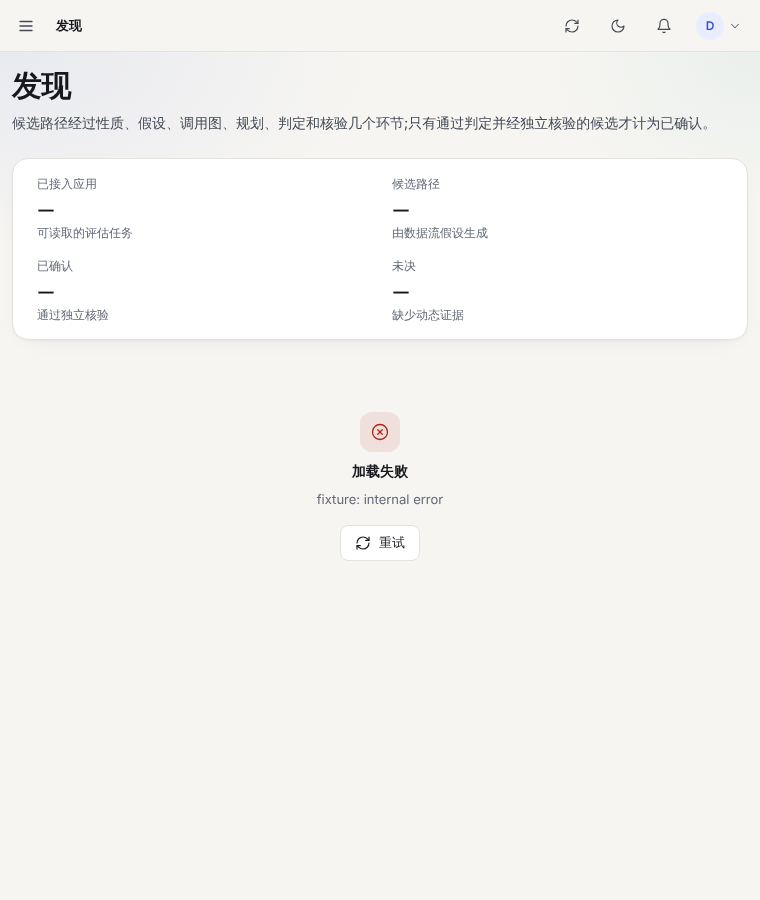 发现
D
发现
候选路径经过性质、假设、调用图、规划、判定和核验几个环节;只有通过判定并经独立核验的候选才计为已确认。
已接入应用
候选路径
—
—
可读取的评估任务
由数据流假设生成
已确认
未决
—
—
通过独立核验
缺少动态证据
加载失败
fixture: internal error
重试